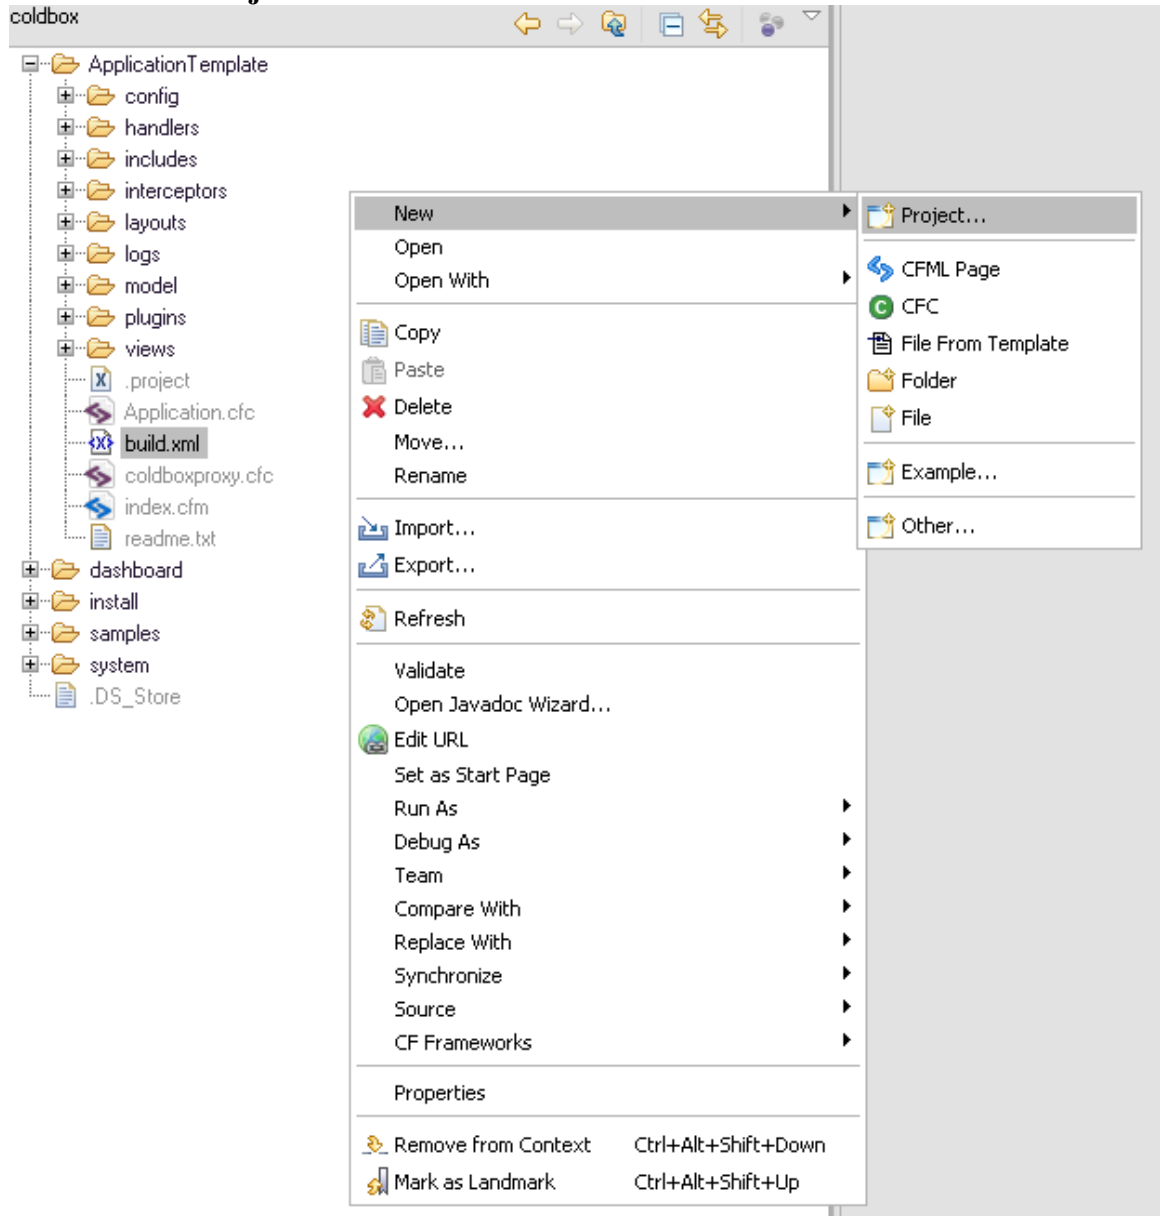 coldbox
ApplicationTemplate
config
handlers
includes
interceptors
layouts
logs
model
plugins
views
.project
Application.cfc
build.xml
coldboxproxy.cfc
index.cfm
readme.txt
dashboard
install
samples
system
.DS_Store
New
Open
Open With
Copy
Paste
Delete
Move...
Rename
Import...
Export...
Refresh
Validate
Open Javadoc Wizard...
Edit URL
Set as Start Page
Run As
Debug As
Team
Compare With
Replace With
Synchronize
Source
CF Frameworks
Properties
Remove from Context Ctrl+Alt+Shift+Down
Mark as Landmark Ctrl+Alt+Shift+Up
Project...
CFML Page
CFC
File From Template
Folder
File
Example...
Other...